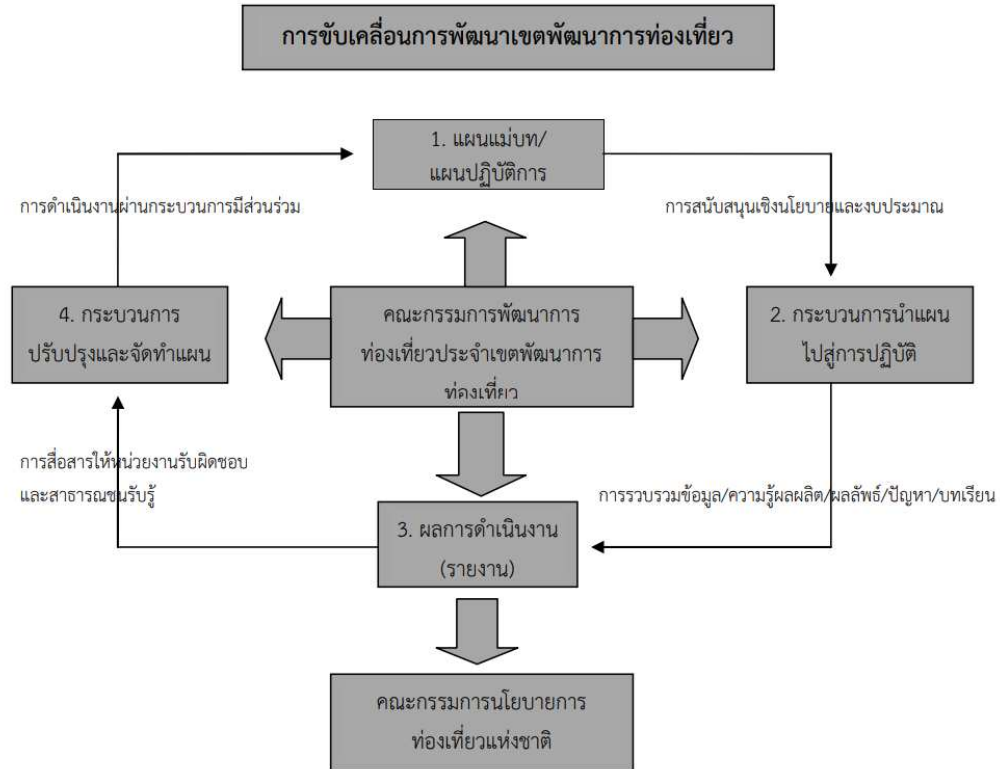 การขับเคลื่อนการพัฒนาเขตพัฒนาการท่องเที่ยว
1. แผนแม่บท/
แผนปฏิบัติการ
การดำเนินงานผ่านกระบวนการมีส่วนร่วม
การสนับสนุนเชิงนโยบายและงบประมาณ
4. กระบวนการ
ปรับปรุงและจัดทำแผน
คณะกรรมการพัฒนาการ
ท่องเที่ยวประจำเขตพัฒนาการ
ท่องเที่ยว
2. กระบวนการนำแผน
ไปสู่การปฏิบัติ
การสื่อสารให้หน่วยงานรับผิดชอบ
และสาธารณชนรับรู้
การรวบรวมข้อมูล/ความรู้ผลผลิต/ผลลัพธ์/ปัญหา/บทเรียน
3. ผลการดำเนินงาน
(รายงาน)
คณะกรรมการนโยบายการ
ท่องเที่ยวแห่งชาติ